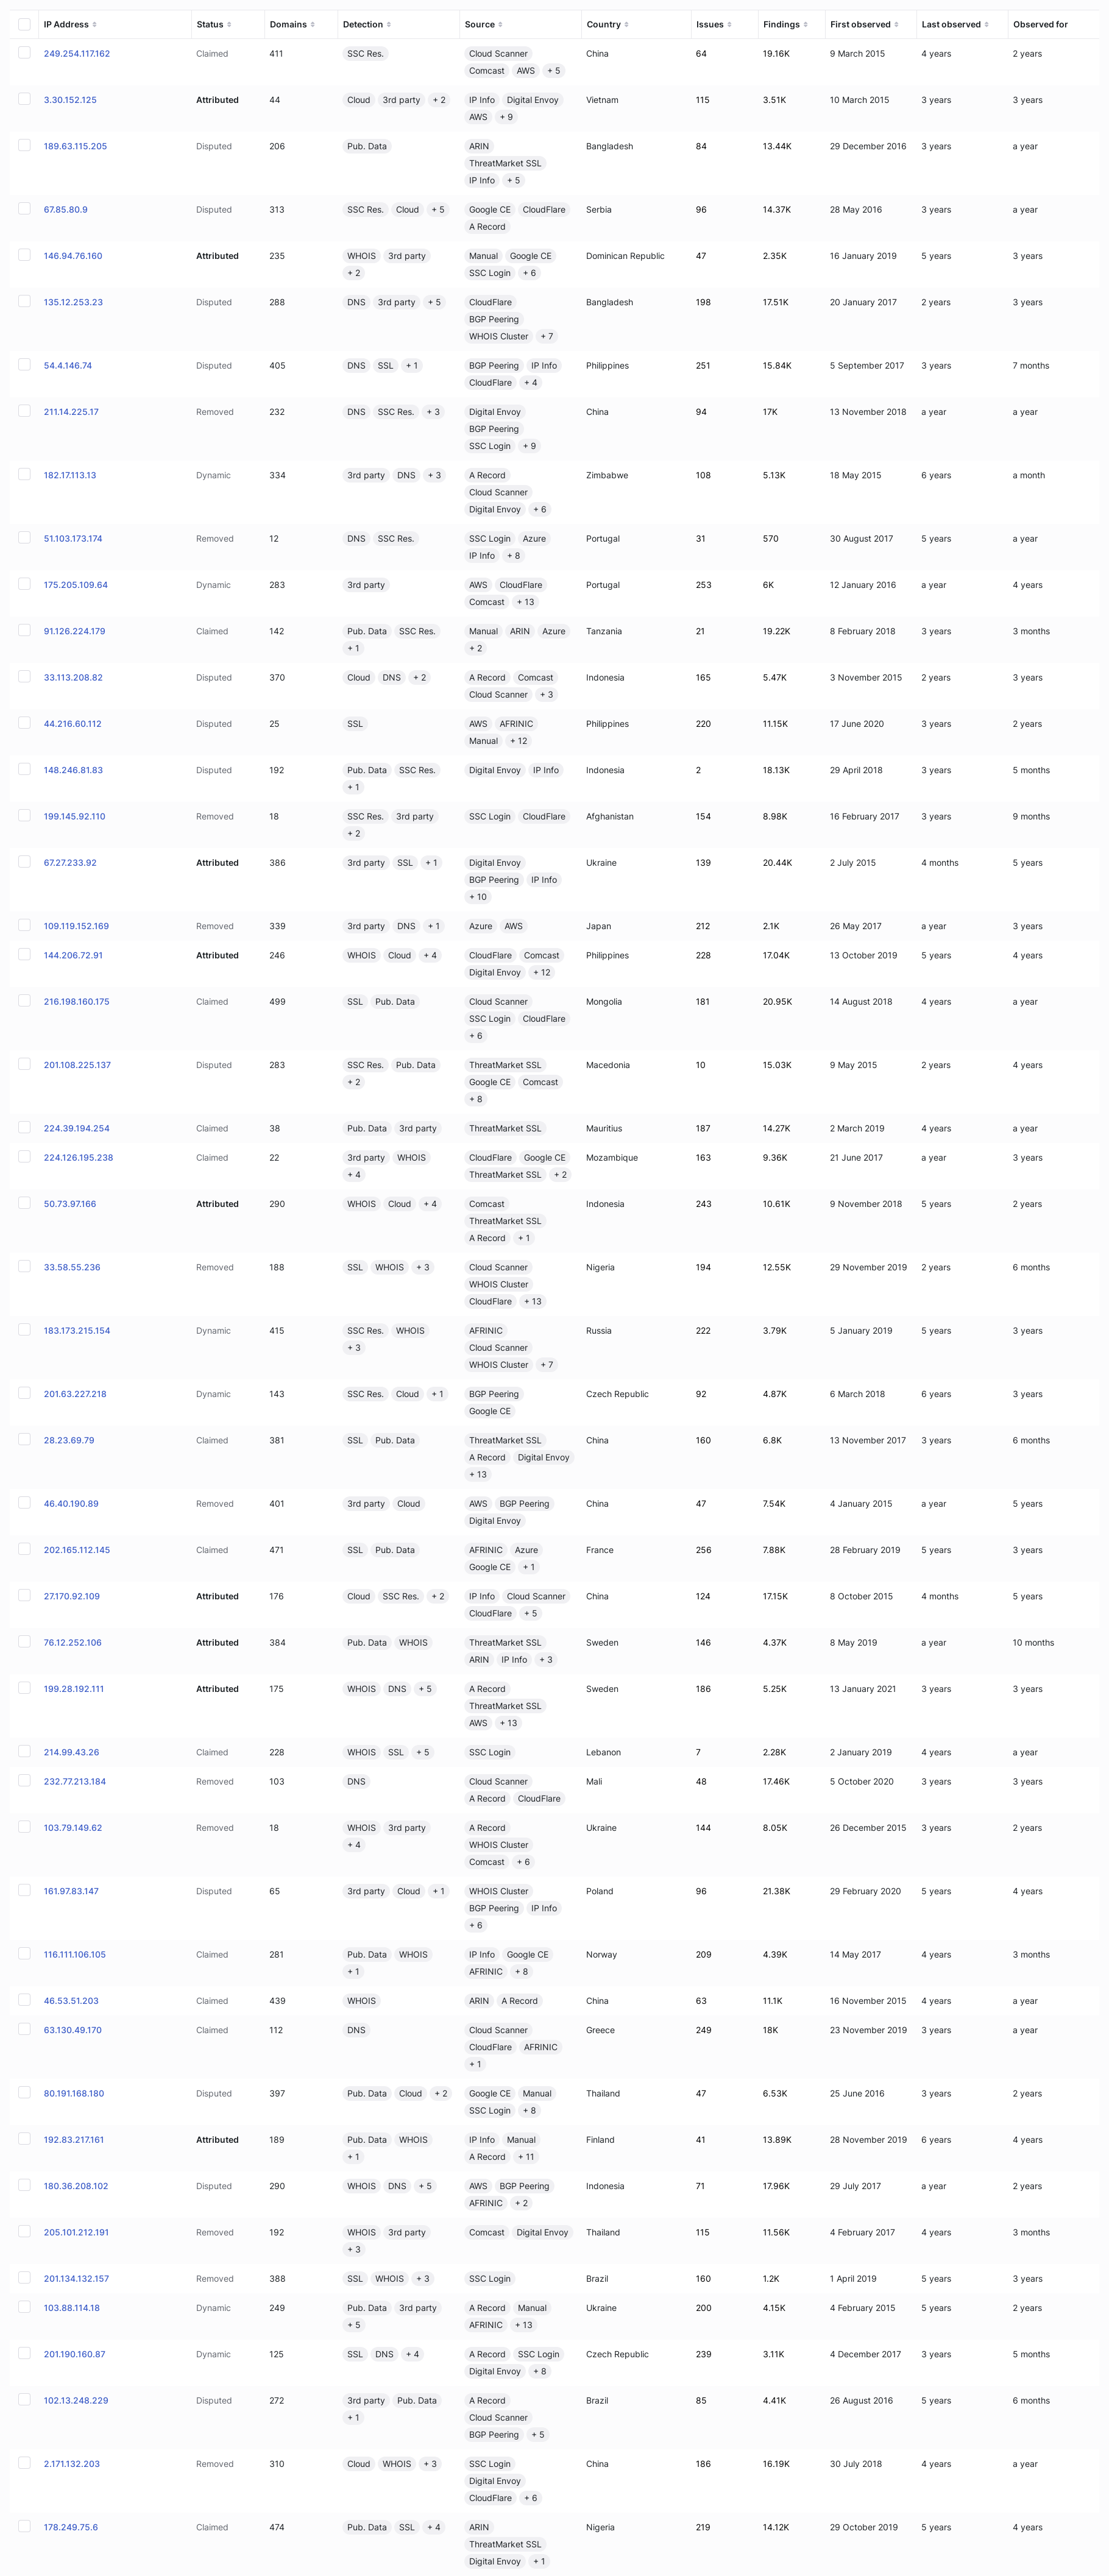 IP Address Status Domains Detection Source Country Issues Findings First observed Last observed Observed for
249.254.117.162 Claimed 411 SSC Res. Cloud Scanner China 64 19.16K 9 March 2015 4 years 2 years
Comcast AWS + 5
3.30.152.125 Attributed 44 Cloud 3rd party + 2 IP Info Digital Envoy Vietnam 115 3.51K 10 March 2015 3 years 3 years
AWS + 9
189.63.115.205 Disputed 206 Pub. Data ARIN Bangladesh 84 13.44K 29 December 2016 3 years a year
ThreatMarket SSL
IP Info + 5
67.85.80.9 Disputed 313 SSC Res. Cloud + 5 Google CE CloudFlare Serbia 96 14.37K 28 May 2016 3 years a year
A Record
146.94.76.160 Attributed 235 WHOIS 3rd party Manual Google CE Dominican Republic 47 2.35K 16 January 2019 5 years 3 years
+ 2 SSC Login + 6
135.12.253.23 Disputed 288 DNS 3rd party + 5 CloudFlare Bangladesh 198 17.51K 20 January 2017 2 years 3 years
BGP Peering
WHOIS Cluster + 7
54.4.146.74 Disputed 405 DNS SSL + 1 BGP Peering IP Info Philippines 251 15.84K 5 September 2017 3 years 7 months
CloudFlare + 4
211.14.225.17 Removed 232 DNS SSC Res. + 3 Digital Envoy China 94 17K 13 November 2018 a year a year
BGP Peering
SSC Login + 9
182.17.113.13 Dynamic 334 3rd party DNS + 3 A Record Zimbabwe 108 5.13K 18 May 2015 6 years a month
Cloud Scanner
Digital Envoy + 6
51.103.173.174 Removed 12 DNS SSC Res. SSC Login Azure Portugal 31 570 30 August 2017 5 years a year
IP Info + 8
175.205.109.64 Dynamic 283 3rd party AWS CloudFlare Portugal 253 6K 12 January 2016 a year 4 years
Comcast + 13
91.126.224.179 Claimed 142 Pub. Data SSC Res. Manual ARIN Azure Tanzania 21 19.22K 8 February 2018 3 years 3 months
+ 1 + 2
33.113.208.82 Disputed 370 Cloud DNS + 2 A Record Comcast Indonesia 165 5.47K 3 November 2015 2 years 3 years
Cloud Scanner + 3
44.216.60.112 Disputed 25 SSL AWS AFRINIC Philippines 220 11.15K 17 June 2020 3 years 2 years
Manual + 12
148.246.81.83 Disputed 192 Pub. Data SSC Res. Digital Envoy IP Info Indonesia 2 18.13K 29 April 2018 3 years 5 months
+ 1
199.145.92.110 Removed 18 SSC Res. 3rd party SSC Login CloudFlare Afghanistan 154 8.98K 16 February 2017 3 years 9 months
+ 2
67.27.233.92 Attributed 386 3rd party SSL + 1 Digital Envoy Ukraine 139 20.44K 2 July 2015 4 months 5 years
BGP Peering IP Info
+ 10
109.119.152.169 Removed 339 3rd party DNS + 1 Azure AWS Japan 212 2.1K 26 May 2017 a year 3 years
144.206.72.91 Attributed 246 WHOIS Cloud + 4 CloudFlare Comcast Philippines 228 17.04K 13 October 2019 5 years 4 years
Digital Envoy + 12
216.198.160.175 Claimed 499 SSL Pub. Data Cloud Scanner Mongolia 181 20.95K 14 August 2018 4 years a year
SSC Login CloudFlare
+ 6
201.108.225.137 Disputed 283 SSC Res. Pub. Data ThreatMarket SSL Macedonia 10 15.03K 9 May 2015 2 years 4 years
+ 2 Google CE Comcast
+ 8
224.39.194.254 Claimed 38 Pub. Data 3rd party ThreatMarket SSL Mauritius 187 14.27K 2 March 2019 4 years a year
224.126.195.238 Claimed 22 3rd party WHOIS CloudFlare Google CE Mozambique 163 9.36K 21 June 2017 a year 3 years
+ 4 ThreatMarket SSL + 2
50.73.97.166 Attributed 290 WHOIS Cloud + 4 Comcast Indonesia 243 10.61K 9 November 2018 5 years 2 years
ThreatMarket SSL
A Record + 1
33.58.55.236 Removed 188 SSL WHOIS + 3 Cloud Scanner Nigeria 194 12.55K 29 November 2019 2 years 6 months
WHOIS Cluster
CloudFlare + 13
183.173.215.154 Dynamic 415 SSC Res. WHOIS AFRINIC Russia 222 3.79K 5 January 2019 5 years 3 years
+ 3 Cloud Scanner
WHOIS Cluster + 7
201.63.227.218 Dynamic 143 SSC Res. Cloud + 1 BGP Peering Czech Republic 92 4.87K 6 March 2018 6 years 3 years
Google CE
28.23.69.79 Claimed 381 SSL Pub. Data ThreatMarket SSL China 160 6.8K 13 November 2017 3 years 6 months
A Record Digital Envoy
+ 13
46.40.190.89 Removed 401 3rd party Cloud AWS BGP Peering China 47 7.54K 4 January 2015 a year 5 years
Digital Envoy
202.165.112.145 Claimed 471 SSL Pub. Data AFRINIC Azure France 256 7.88K 28 February 2019 5 years 3 years
Google CE + 1
27.170.92.109 Attributed 176 Cloud SSC Res. + 2 IP Info Cloud Scanner China 124 17.15K 8 October 2015 4 months 5 years
CloudFlare + 5
76.12.252.106 Attributed 384 Pub. Data WHOIS ThreatMarket SSL Sweden 146 4.37K 8 May 2019 a year 10 months
ARIN IP Info + 3
199.28.192.111 Attributed 175 WHOIS DNS + 5 A Record Sweden 186 5.25K 13 January 2021 3 years 3 years
ThreatMarket SSL
AWS + 13
214.99.43.26 Claimed 228 WHOIS SSL + 5 SSC Login Lebanon 7 2.28K 2 January 2019 4 years a year
232.77.213.184 Removed 103 DNS Cloud Scanner Mali 48 17.46K 5 October 2020 3 years 3 years
A Record CloudFlare
103.79.149.62 Removed 18 WHOIS 3rd party A Record Ukraine 144 8.05K 26 December 2015 3 years 2 years
+ 4 WHOIS Cluster
Comcast + 6
161.97.83.147 Disputed 65 3rd party Cloud + 1 WHOIS Cluster Poland 96 21.38K 29 February 2020 5 years 4 years
BGP Peering IP Info
+ 6
116.111.106.105 Claimed 281 Pub. Data WHOIS IP Info Google CE Norway 209 4.39K 14 May 2017 4 years 3 months
+ 1 AFRINIC + 8
46.53.51.203 Claimed 439 WHOIS ARIN A Record China 63 11.1K 16 November 2015 4 years a year
63.130.49.170 Claimed 112 DNS Cloud Scanner Greece 249 18K 23 November 2019 3 years a year
CloudFlare AFRINIC
+ 1
80.191.168.180 Disputed 397 Pub. Data Cloud + 2 Google CE Manual Thailand 47 6.53K 25 June 2016 3 years 2 years
SSC Login + 8
192.83.217.161 Attributed 189 Pub. Data WHOIS IP Info Manual Finland 41 13.89K 28 November 2019 6 years 4 years
+ 1 A Record + 11
180.36.208.102 Disputed 290 WHOIS DNS + 5 AWS BGP Peering Indonesia 71 17.96K 29 July 2017 a year 2 years
AFRINIC + 2
205.101.212.191 Removed 192 WHOIS 3rd party Comcast Digital Envoy Thailand 115 11.56K 4 February 2017 4 years 3 months
+ 3
201.134.132.157 Removed 388 SSL WHOIS + 3 SSC Login Brazil 160 1.2K 1 April 2019 5 years 3 years
103.88.114.18 Dynamic 249 Pub. Data 3rd party A Record Manual Ukraine 200 4.15K 4 February 2015 5 years 2 years
+ 5 AFRINIC + 13
201.190.160.87 Dynamic 125 SSL DNS + 4 A Record SSC Login Czech Republic 239 3.11K 4 December 2017 3 years 5 months
Digital Envoy + 8
102.13.248.229 Disputed 272 3rd party Pub. Data A Record Brazil 85 4.41K 26 August 2016 5 years 6 months
+ 1 Cloud Scanner
BGP Peering + 5
2.171.132.203 Removed 310 Cloud WHOIS + 3 SSC Login China 186 16.19K 30 July 2018 4 years a year
Digital Envoy
CloudFlare + 6
178.249.75.6 Claimed 474 Pub. Data SSL + 4 ARIN Nigeria 219 14.12K 29 October 2019 5 years 4 years
ThreatMarket SSL
Digital Envoy + 1